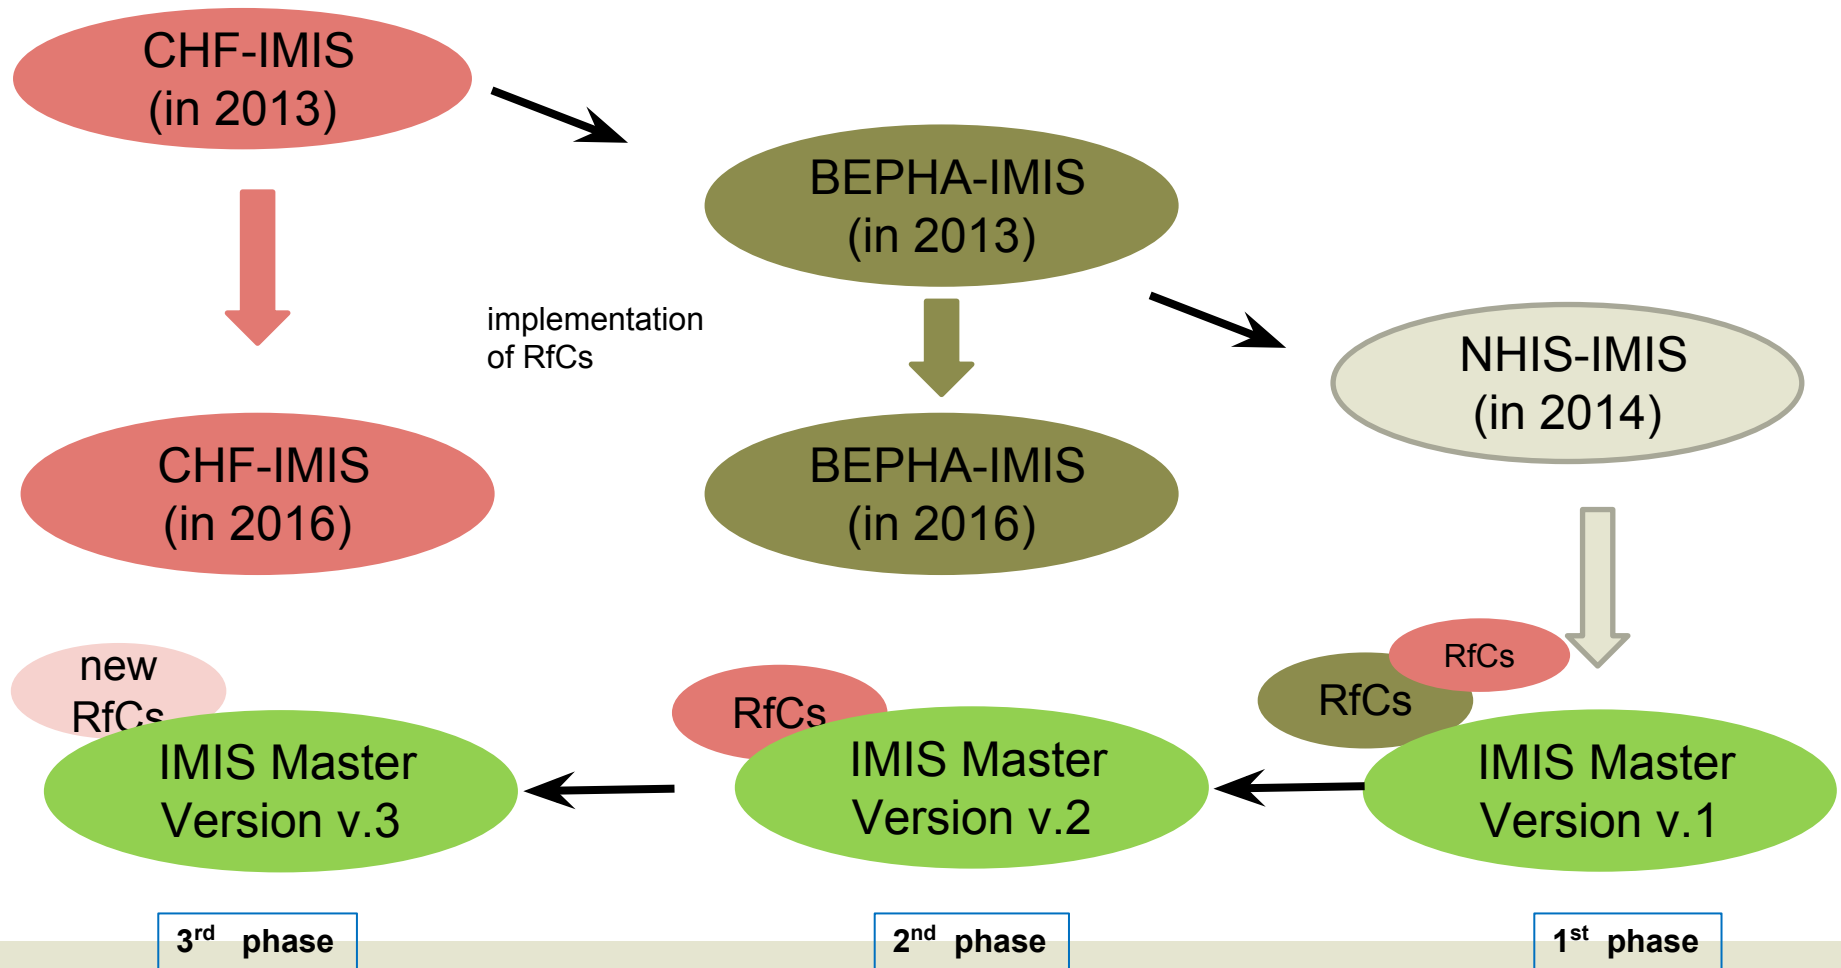 CHF-IMIS
(in 2013)
BEPHA-IMIS
(in 2013)
implementation
of RfCs
NHIS-IMIS
(in 2014)
CHF-IMIS
(in 2016)
BEPHA-IMIS
(in 2016)
new
RfCs
RfCs
RfCs
RfCs
IMIS Master
Version v.3
IMIS Master
Version v.2
IMIS Master
Version v.1
3rd phase
2nd phase
1st phase